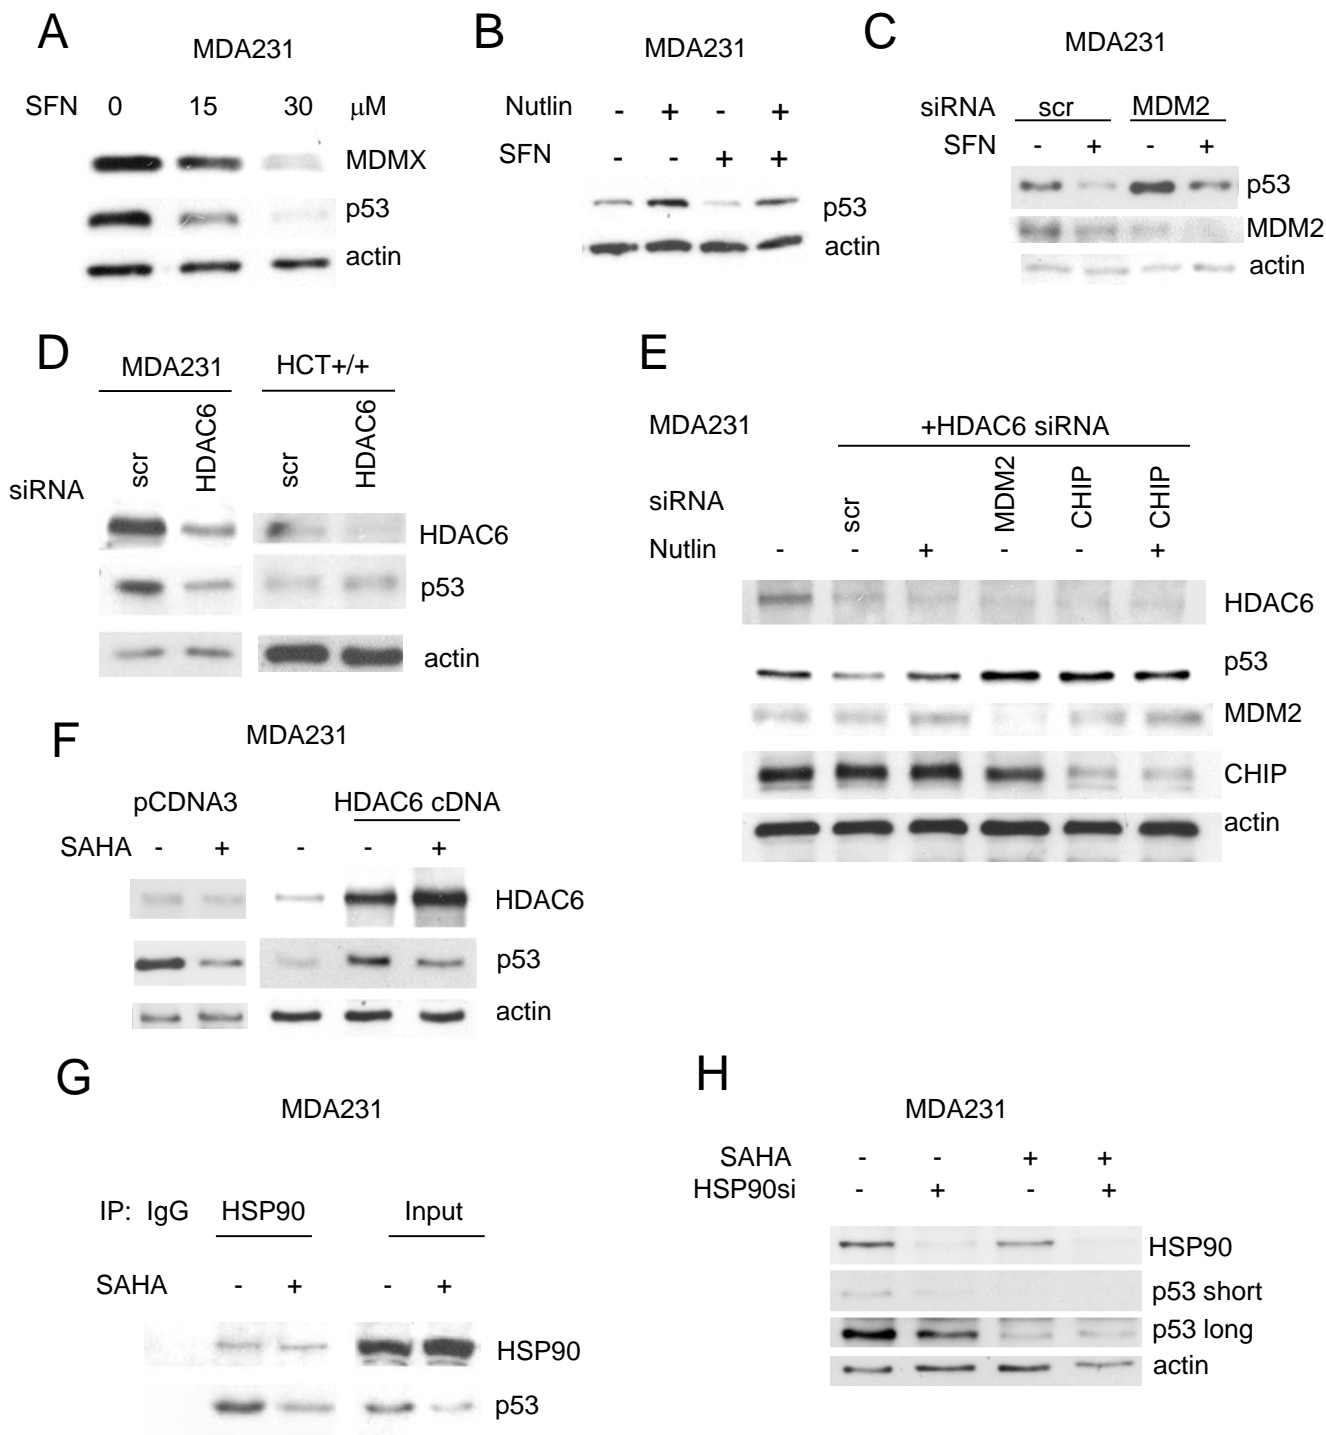 A
MDA231
SFN 0 15 30 μM
MDMX
p53
actin
B
MDA231
Nutlin - + - +
SFN - - + +
p53
actin
C
MDA231
siRNA scr MDM2
SFN - + - +
p53
MDM2
actin
D
MDA231 HCT+/+
siRNA scr HDAC6 scr HDAC6
HDAC6
p53
actin
E
MDA231 +HDAC6 siRNA
siRNA scr MDM2 CHIP CHIP
Nutlin - - + - - +
HDAC6
p53
MDM2
CHIP
actin
F
MDA231
pCDNA3 HDAC6 cDNA
SAHA - + - - +
HDAC6
p53
actin
G
MDA231
IP: IgG HSP90 Input
SAHA - + - +
HSP90
p53
H
MDA231
SAHA - - + +
HSP90si - + - +
HSP90
p53 short
p53 long
actin